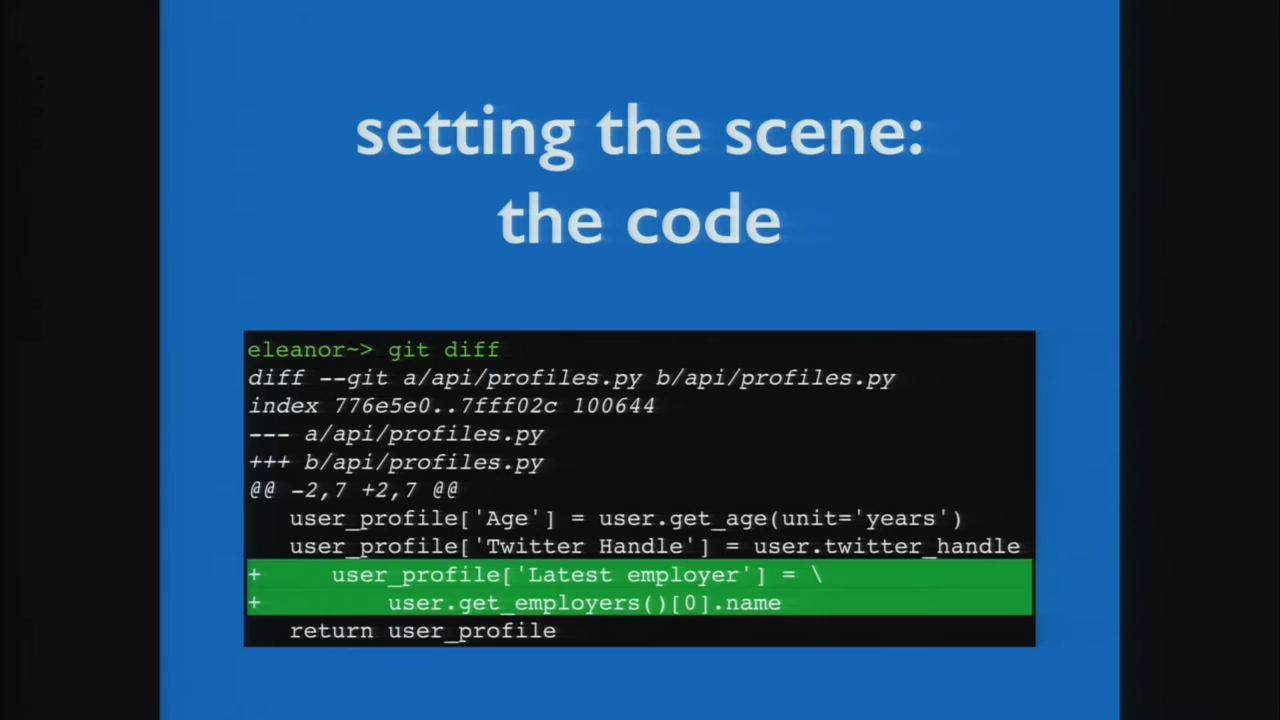 setting the scene:
the code
eleanor~> git diff
diff --git a/api/profiles.py b/api/profiles.py
index 776e5e0..7fff02c 100644
--- a/api/profiles.py
+++ b/api/profiles.py
@@ -2,7 +2,7 @@
   user_profile['Age'] = user.get_age(unit='years')
   user_profile['Twitter Handle'] = user.twitter_handle
+     user_profile['Latest employer'] = \
+         user.get_employers()[0].name
   return user_profile